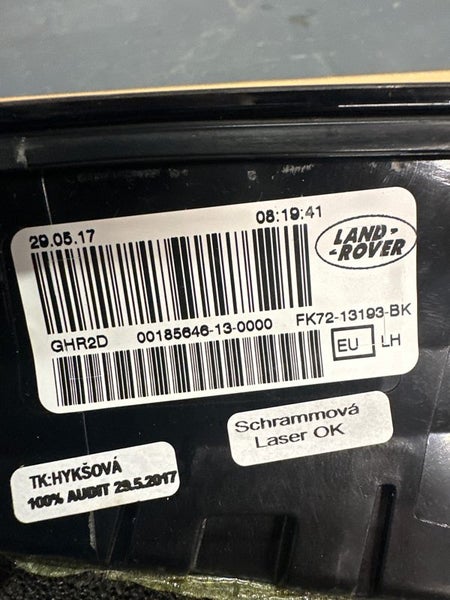 29.05.17 08:19:41
LAND-
-ROVER
GHR2D 00185646-13-0000 FK72-13193-BK
EU LH
Schrammová
Laser OK
TK:HYKŠOVÁ
100% AUDIT 29.5.2017